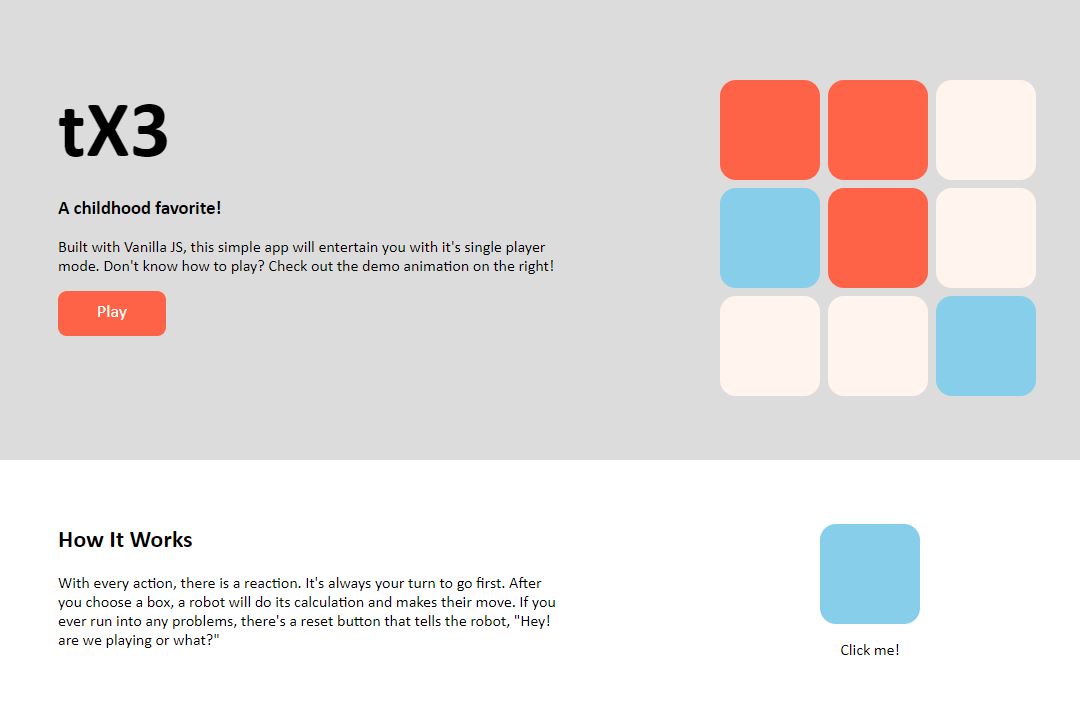 tX3
A childhood favorite!
Built with Vanilla JS, this simple app will entertain you with it's single player
mode. Don't know how to play? Check out the demo animation on the right!
Play
How It Works
With every action, there is a reaction. It's always your turn to go first. After
you choose a box, a robot will do its calculation and makes their move. If you
ever run into any problems, there's a reset button that tells the robot, "Hey!
are we playing or what?"
Click me!